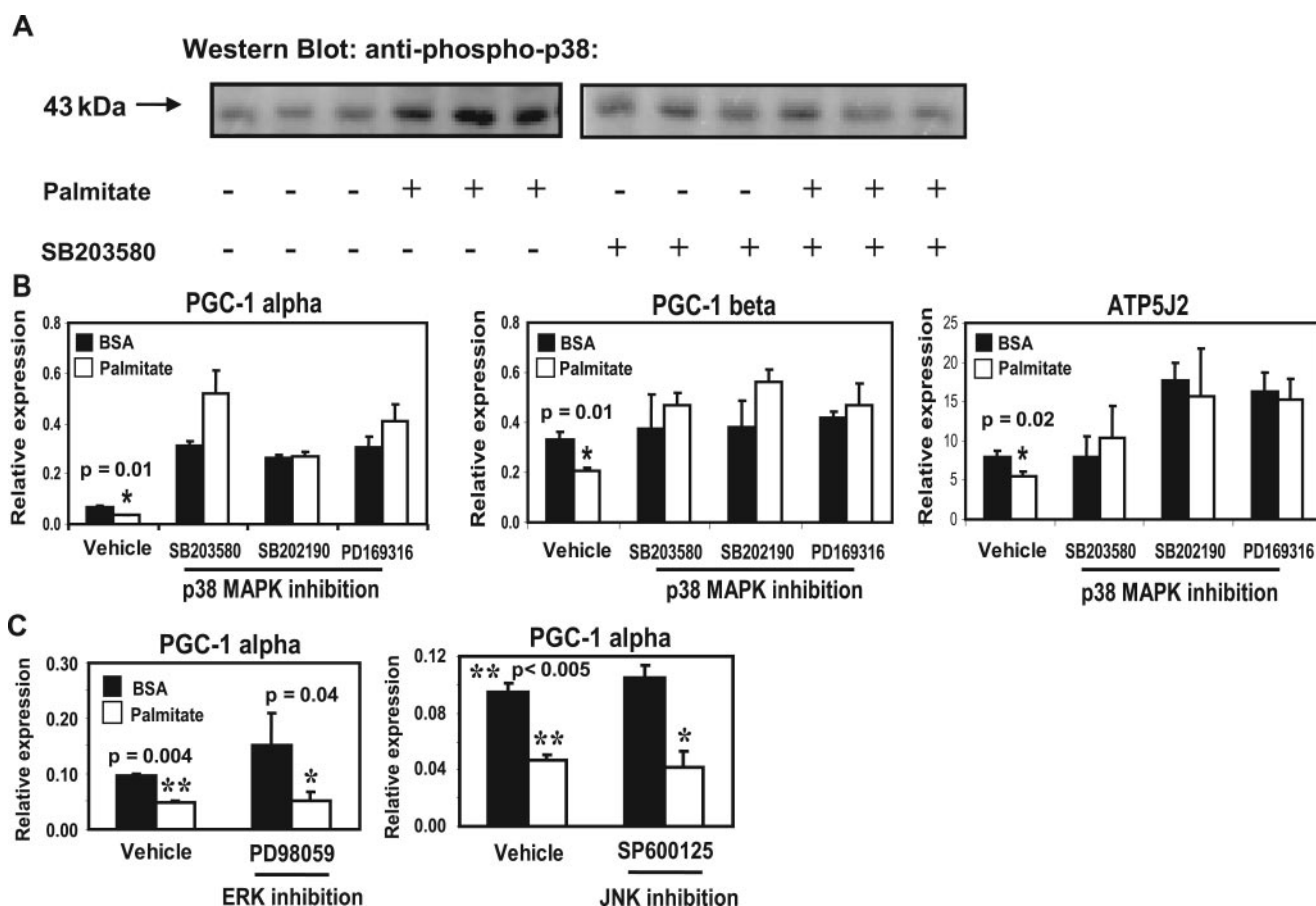 A
Western Blot: anti-phospho-p38:
43 kDa
Palmitate - - - + + + - - - + + +
SB203580 - - - - - - + + + + + +
B
PGC-1 alpha
Relative expression
0.8
0.6
0.4
0.2
0.0
BSA
Palmitate
p = 0.01
*
Vehicle SB203580 SB202190 PD169316
p38 MAPK inhibition
PGC-1 beta
Relative expression
0.8
0.6
0.4
0.2
0.0
BSA
Palmitate
p = 0.01
*
Vehicle SB203580 SB202190 PD169316
p38 MAPK inhibition
ATP5J2
Relative expression
25
20
15
10
5
0
BSA
Palmitate
p = 0.02
*
Vehicle SB203580 SB202190 PD169316
p38 MAPK inhibition
C
PGC-1 alpha
Relative expression
0.30
0.20
0.10
0.00
BSA
Palmitate
p = 0.04
p = 0.004
** *
Vehicle PD98059
ERK inhibition
PGC-1 alpha
Relative expression
0.12
0.08
0.04
0.00
** p< 0.005
** *
Vehicle SP600125
JNK inhibition